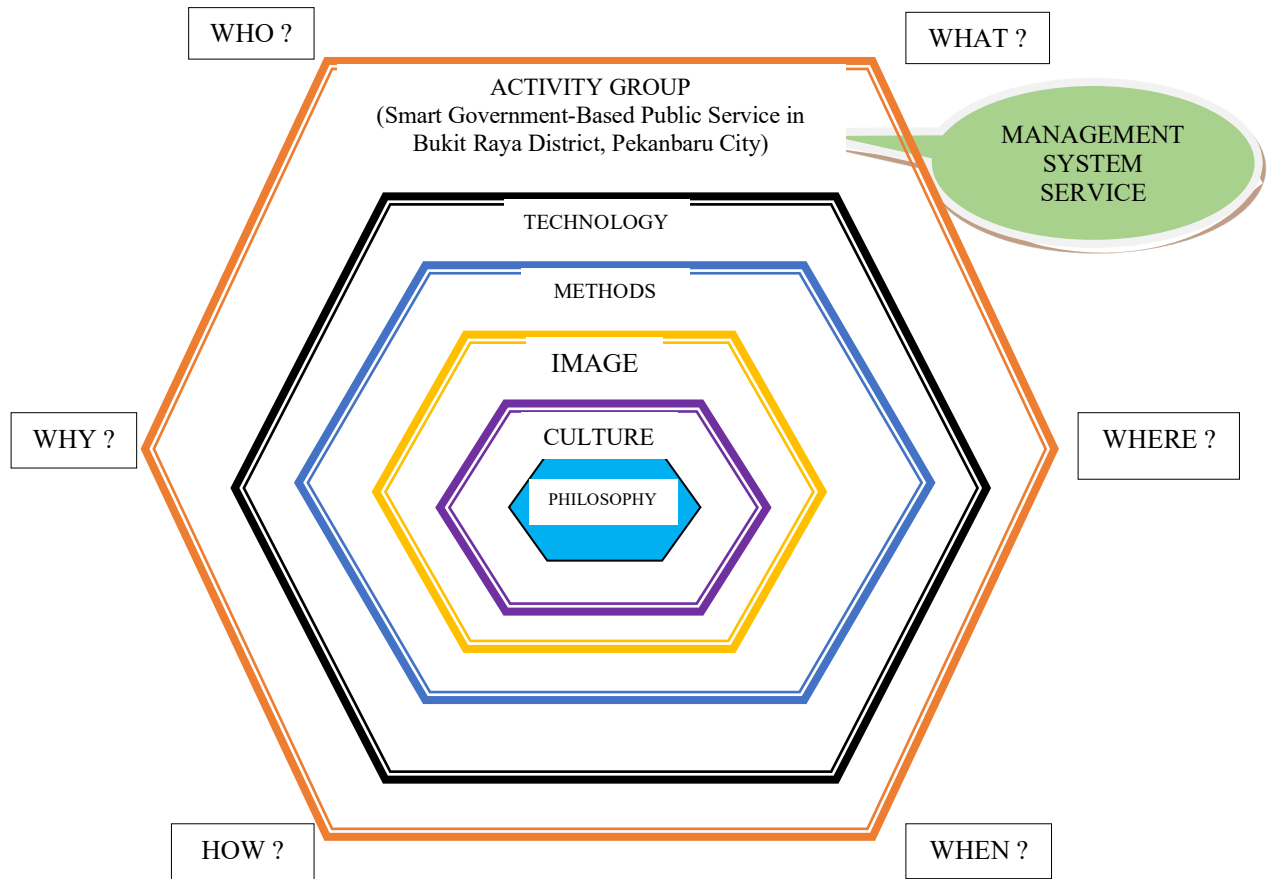 WHO ?
WHAT ?
ACTIVITY GROUP
(Smart Government-Based Public Service in
Bukit Raya District, Pekanbaru City)
MANAGEMENT
SYSTEM
SERVICE
TECHNOLOGY
METHODS
IMAGE
CULTURE
PHILOSOPHY
WHY ?
WHERE ?
HOW ?
WHEN ?